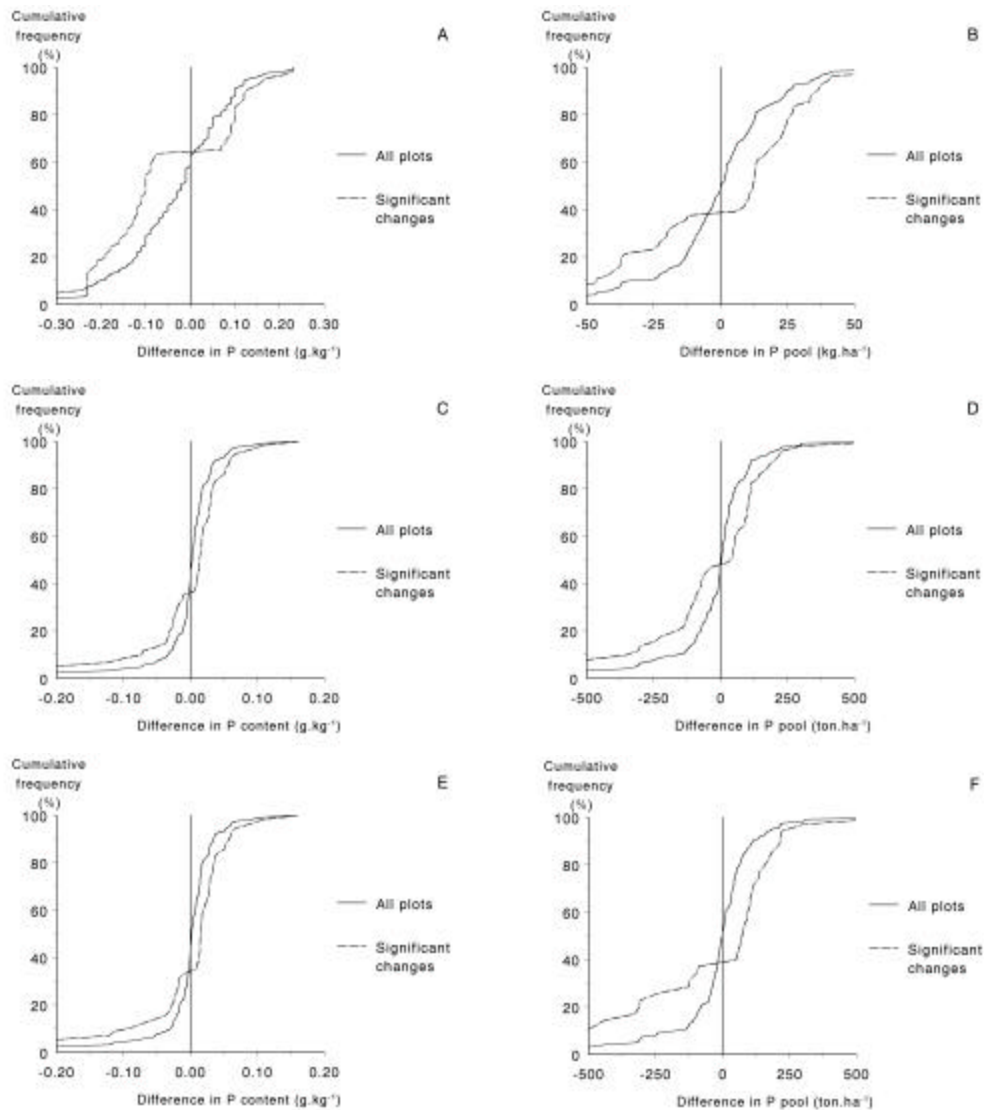 Cumulative
frequency
(%)
A
100
80
60
40
20
0
-0.30 -0.20 -0.10 0.00 0.10 0.20 0.30
Difference in P content (g.kg⁻¹)
All plots
Significant
changes
Cumulative
frequency
(%)
B
100
80
60
40
20
0
-50 -25 0 25 50
Difference in P pool (kg.ha⁻¹)
All plots
Significant
changes
Cumulative
frequency
(%)
C
100
80
60
40
20
0
-0.20 -0.10 0.00 0.10 0.20
Difference in P content (g.kg⁻¹)
All plots
Significant
changes
Cumulative
frequency
(%)
D
100
80
60
40
20
0
-500 -250 0 250 500
Difference in P pool (ton.ha⁻¹)
All plots
Significant
changes
Cumulative
frequency
(%)
E
100
80
60
40
20
0
-0.20 -0.10 0.00 0.10 0.20
Difference in P content (g.kg⁻¹)
All plots
Significant
changes
Cumulative
frequency
(%)
F
100
80
60
40
20
0
-500 -250 0 250 500
Difference in P pool (ton.ha⁻¹)
All plots
Significant
changes